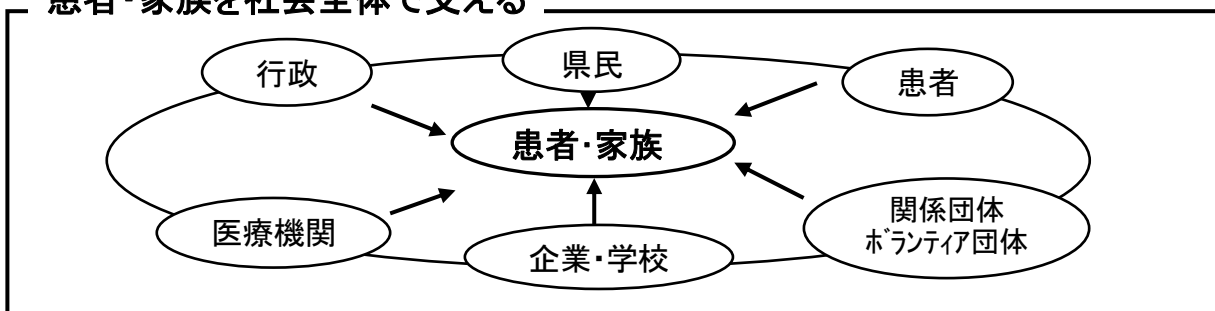 患者・家族を社会全体で支える
行政
県民
患者
患者・家族
医療機関
企業・学校
関係団体
ﾎﾞﾗﾝﾃｨｱ団体